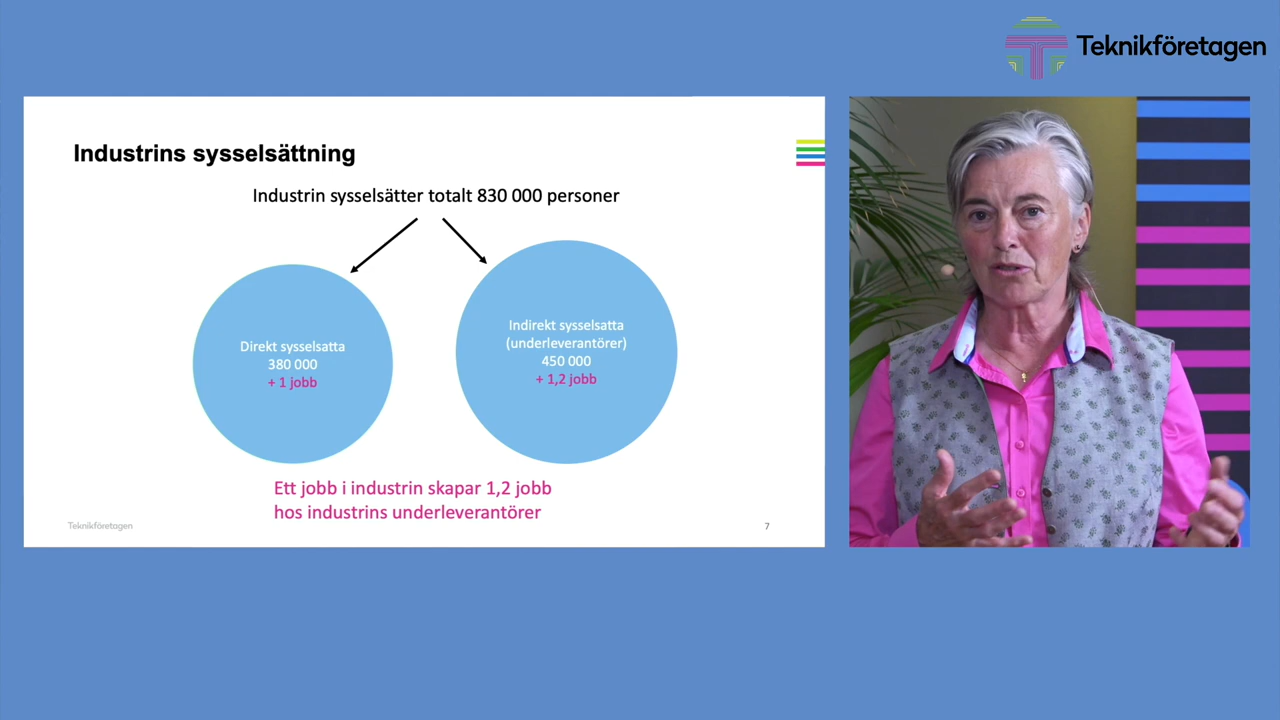 Teknikföretagen
Industrins sysselsättning
Industrin sysselsätter totalt 830 000 personer
Direkt sysselsatta
380 000
+ 1 jobb
Indirekt sysselsatta
(underleverantörer)
450 000
+ 1,2 jobb
Ett jobb i industrin skapar 1,2 jobb
hos industrins underleverantörer
Teknikföretagen
7